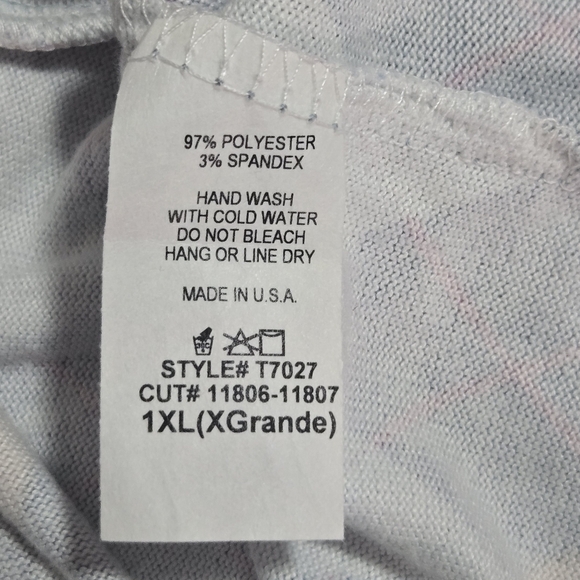 97% POLYESTER
3% SPANDEX
HAND WASH
WITH COLD WATER
DO NOT BLEACH
HANG OR LINE DRY
MADE IN U.S.A.
STYLE# T7027
CUT# 11806-11807
1XL(XGrande)